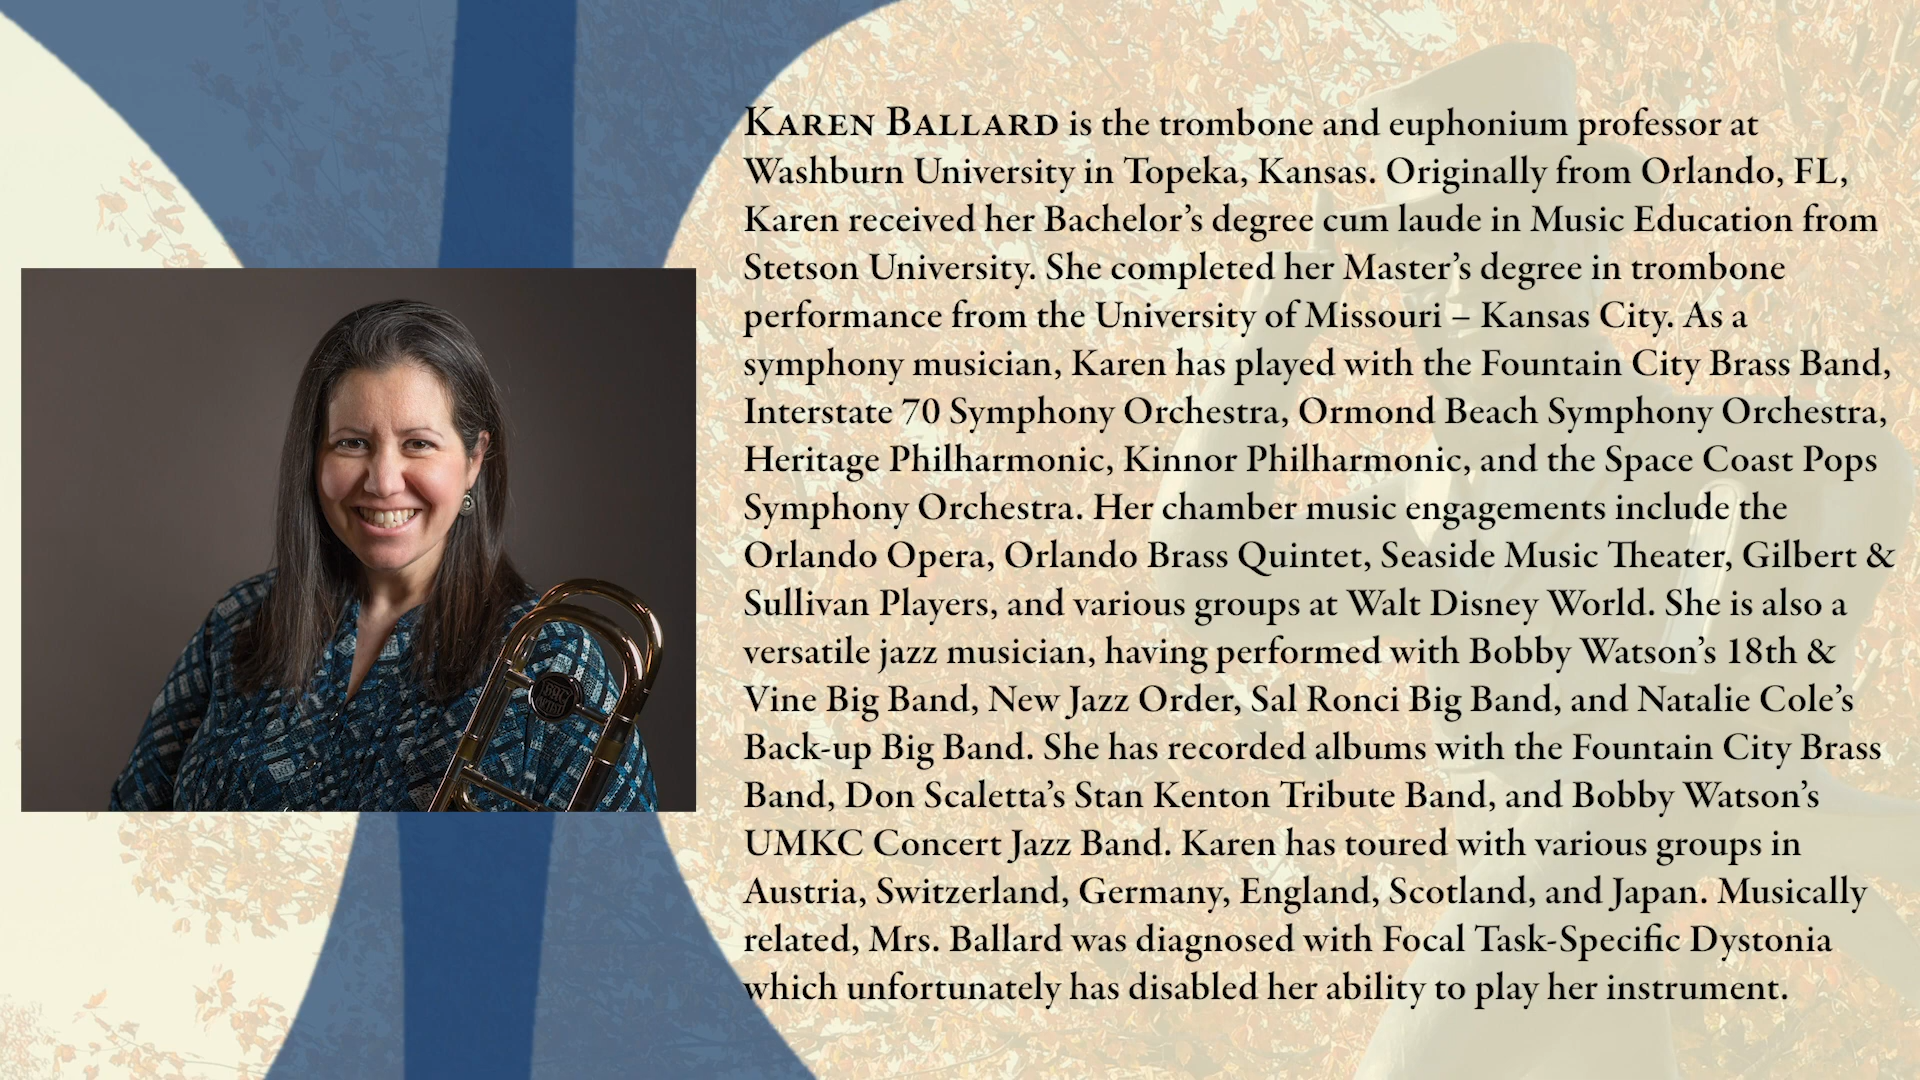 KAREN BALLARD is the trombone and euphonium professor at
Washburn University in Topeka, Kansas. Originally from Orlando, FL,
Karen received her Bachelor’s degree cum laude in Music Education from
Stetson University. She completed her Master’s degree in trombone
performance from the University of Missouri – Kansas City. As a
symphony musician, Karen has played with the Fountain City Brass Band,
Interstate 70 Symphony Orchestra, Ormond Beach Symphony Orchestra,
Heritage Philharmonic, Kinnor Philharmonic, and the Space Coast Pops
Symphony Orchestra. Her chamber music engagements include the
Orlando Opera, Orlando Brass Quintet, Seaside Music Theater, Gilbert &
Sullivan Players, and various groups at Walt Disney World. She is also a
versatile jazz musician, having performed with Bobby Watson’s 18th &
Vine Big Band, New Jazz Order, Sal Ronci Big Band, and Natalie Cole’s
Back-up Big Band. She has recorded albums with the Fountain City Brass
Band, Don Scaletta’s Stan Kenton Tribute Band, and Bobby Watson’s
UMKC Concert Jazz Band. Karen has toured with various groups in
Austria, Switzerland, Germany, England, Scotland, and Japan. Musically
related, Mrs. Ballard was diagnosed with Focal Task-Specific Dystonia
which unfortunately has disabled her ability to play her instrument.